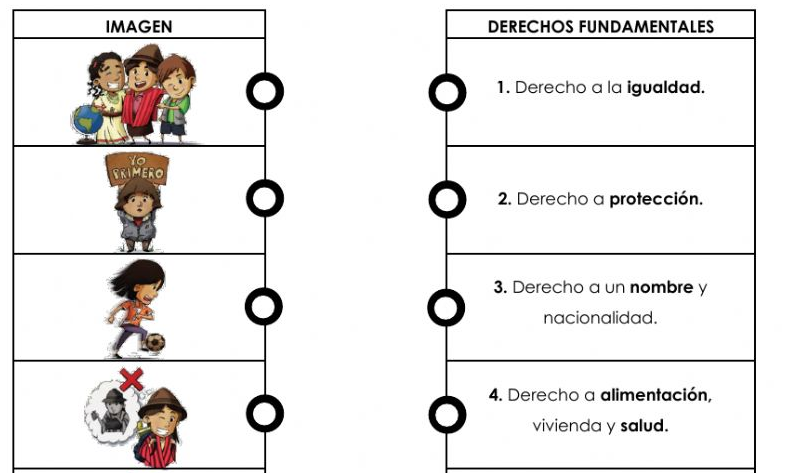 IMAGEN
DERECHOS FUNDAMENTALES
1. Derecho a la igualdad.
YO
PRIMERO
2. Derecho a protección.
3. Derecho a un nombre y
nacionalidad.
4. Derecho a alimentación,
vivienda y salud.